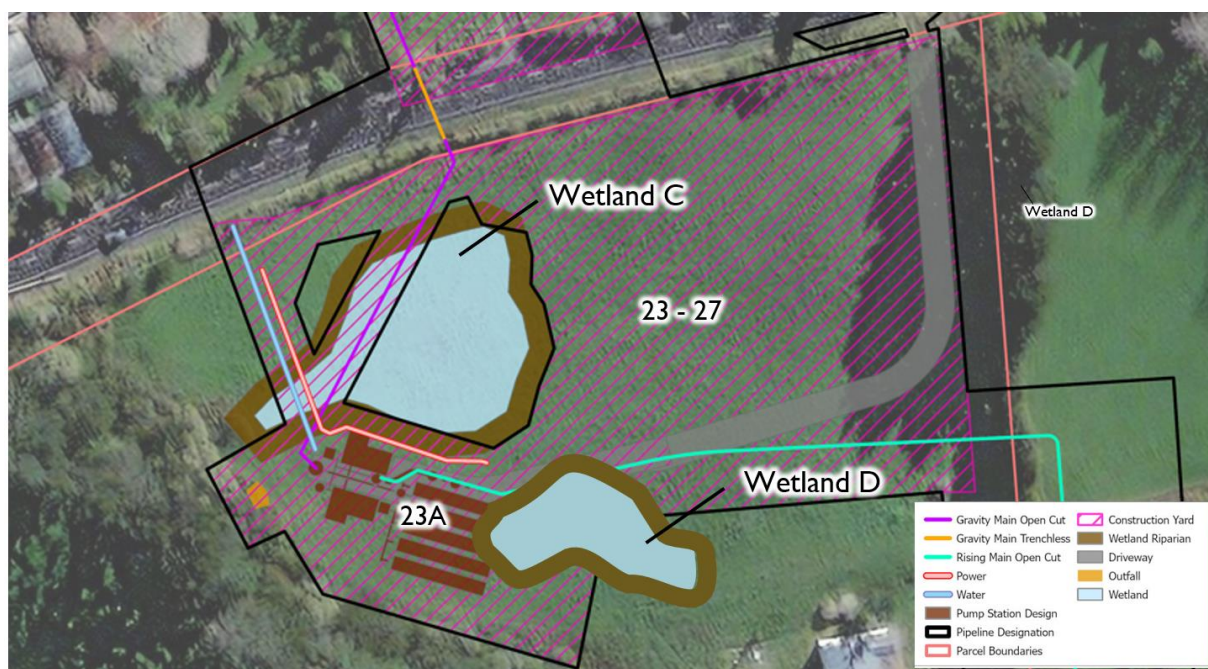 Wetland C
Wetland D
23 - 27
Wetland D
23A
Gravity Main Open Cut
Gravity Main Trenchless
Rising Main Open Cut
Power
Water
Pump Station Design
Pipeline Designation
Parcel Boundaries
Construction Yard
Wetland Riparian
Driveway
Outfall
Wetland